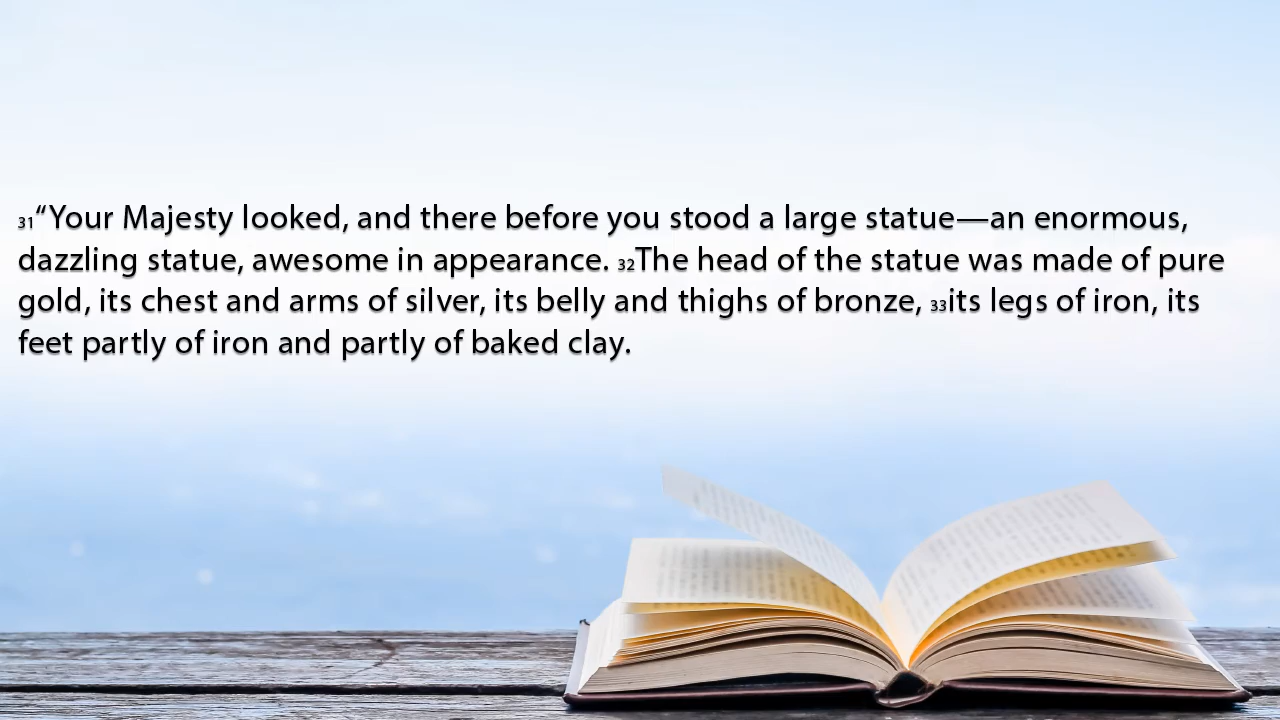 31“Your Majesty looked, and there before you stood a large statue—an enormous,
dazzling statue, awesome in appearance. 32The head of the statue was made of pure
gold, its chest and arms of silver, its belly and thighs of bronze, 33its legs of iron, its
feet partly of iron and partly of baked clay.